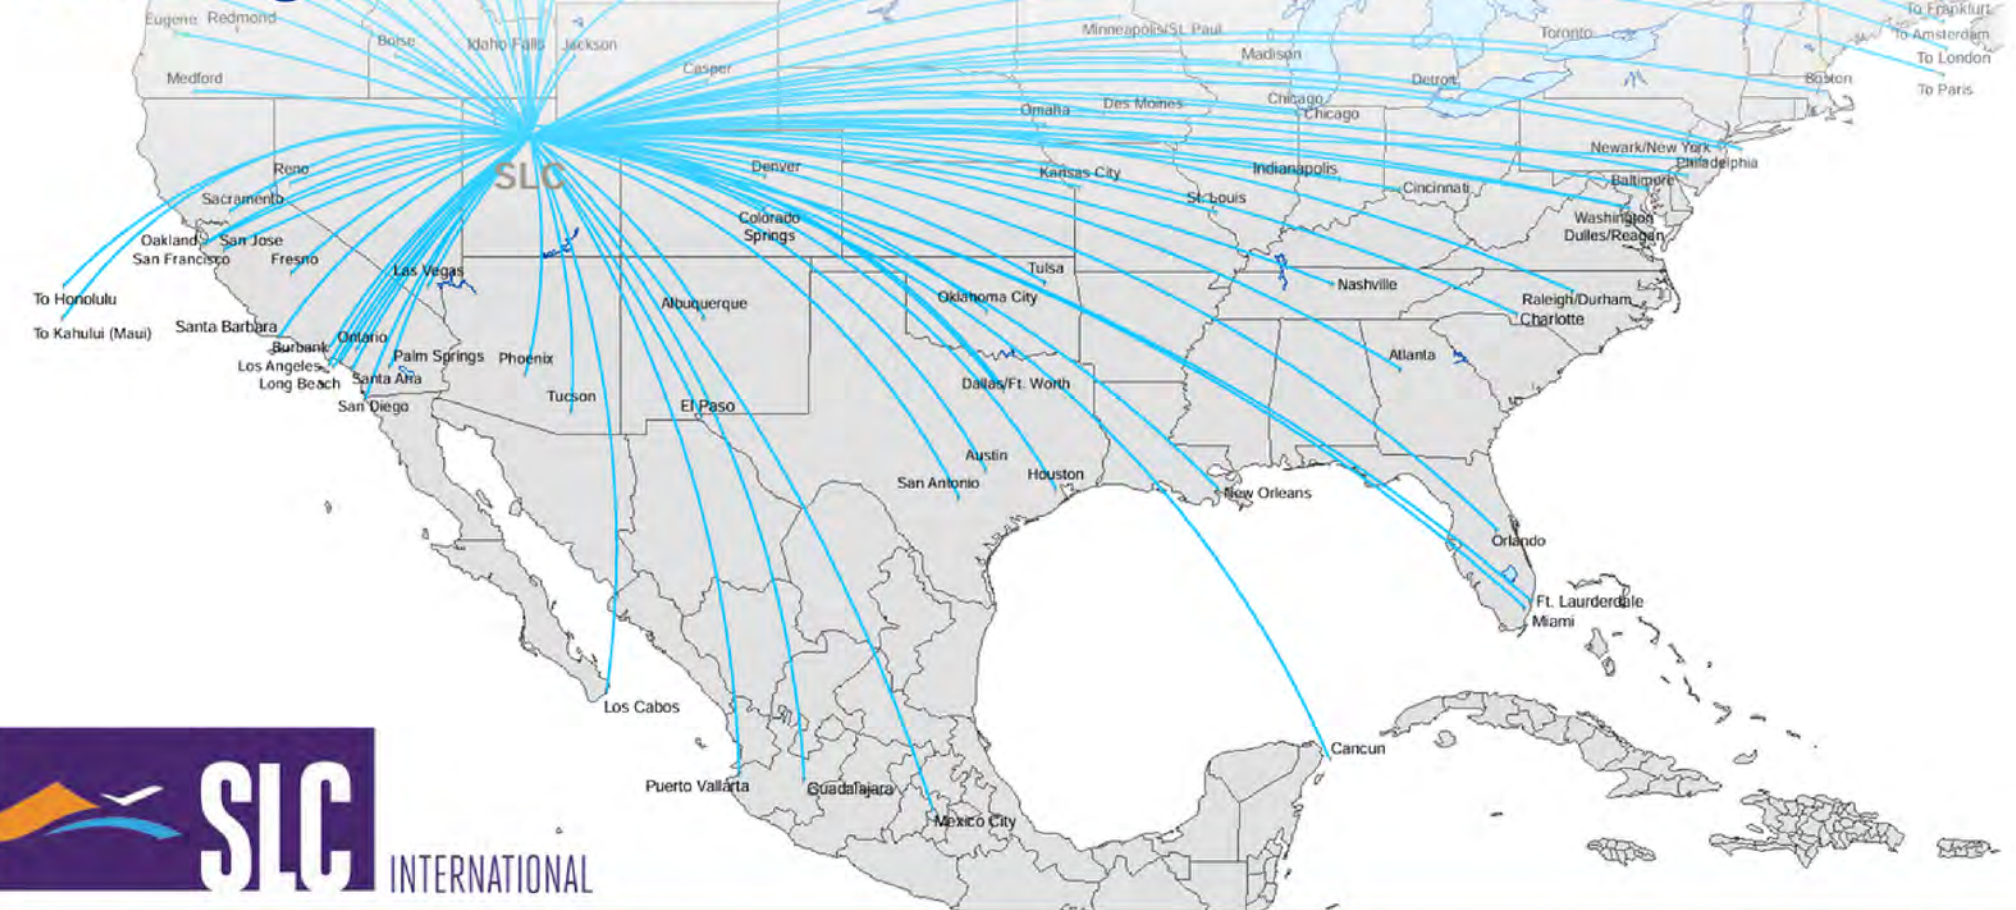 To Frankfurt
Eugene Redmond
Minneapolis/St. Paul
Toronto
To Amsterdam
Boise
Idaho Falls
Jackson
Madison
To London
Casper
Medford
Detroit
Boston
To Paris
Chicago
Des Moines
Omaha
Chicago
Newark/New York
Philadelphia
Reno
SLC
Denver
Kansas City
Indianapolis
Cincinnati
Baltimore
Sacramento
St. Louis
Colorado
Springs
Washington
Dulles/Reagan
Oakland
San Jose
San Francisco
Fresno
Las Vegas
Tulsa
Nashville
To Honolulu
Albuquerque
Oklahoma City
Raleigh/Durham
Charlotte
To Kahului (Maui)
Santa Barbara
Ontario
Burbank
Palm Springs
Phoenix
Atlanta
Los Angeles
Long Beach
Santa Ana
Dallas/Ft. Worth
Tucson
San Diego
El Paso
Austin
San Antonio
Houston
New Orleans
Orlando
Ft. Laurderdale
Miami
Los Cabos
Cancun
Puerto Vallarta
Guadalajara
Mexico City
SLC
INTERNATIONAL